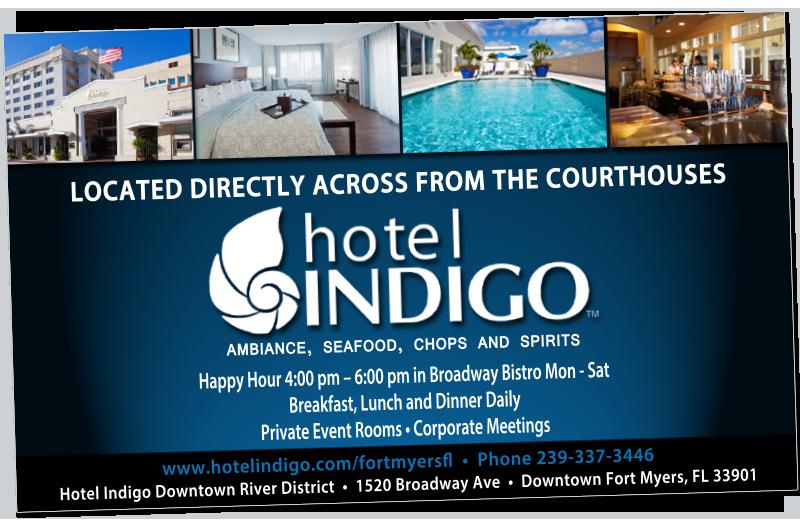 LOCATED DIRECTLY ACROSS FROM THE COURTHOUSES
hotel
INDIGO™
AMBIANCE, SEAFOOD, CHOPS AND SPIRITS
Happy Hour 4:00 pm – 6:00 pm in Broadway Bistro Mon - Sat
Breakfast, Lunch and Dinner Daily
Private Event Rooms • Corporate Meetings
www.hotelindigo.com/fortmyersfl • Phone 239-337-3446
Hotel Indigo Downtown River District • 1520 Broadway Ave • Downtown Fort Myers, FL 33901